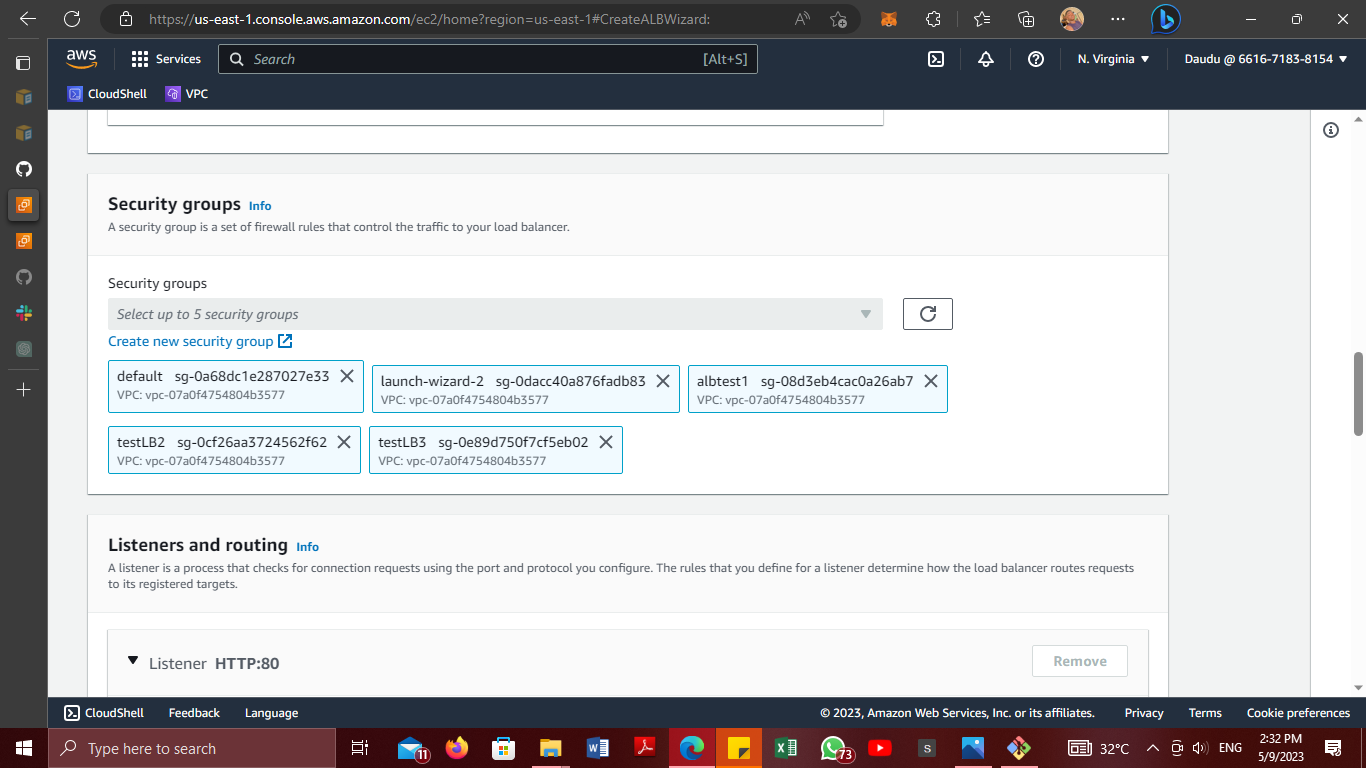 https://us-east-1.console.aws.amazon.com/ec2/home?region=us-east-1#CreateALBWizard:
aws Services Search [Alt+S] N. Virginia Daudu @ 6616-7183-8154
CloudShell VPC
Security groups Info
A security group is a set of firewall rules that control the traffic to your load balancer.
Security groups
Select up to 5 security groups
Create new security group
default sg-0a68dc1e287027e33
VPC: vpc-07a0f4754804b3577
launch-wizard-2 sg-0dacc40a876fadb83
VPC: vpc-07a0f4754804b3577
albtest1 sg-08d3eb4cac0a26ab7
VPC: vpc-07a0f4754804b3577
testLB2 sg-0cf26aa3724562f62
VPC: vpc-07a0f4754804b3577
testLB3 sg-0e89d750f7cf5eb02
VPC: vpc-07a0f4754804b3577
Listeners and routing Info
A listener is a process that checks for connection requests using the port and protocol you configure. The rules that you define for a listener determine how the load balancer routes requests
to its registered targets.
Listener HTTP:80 Remove
CloudShell Feedback Language © 2023, Amazon Web Services, Inc. or its affiliates. Privacy Terms Cookie preferences
Type here to search 11 73 S 32°C ENG 2:32 PM
5/9/2023